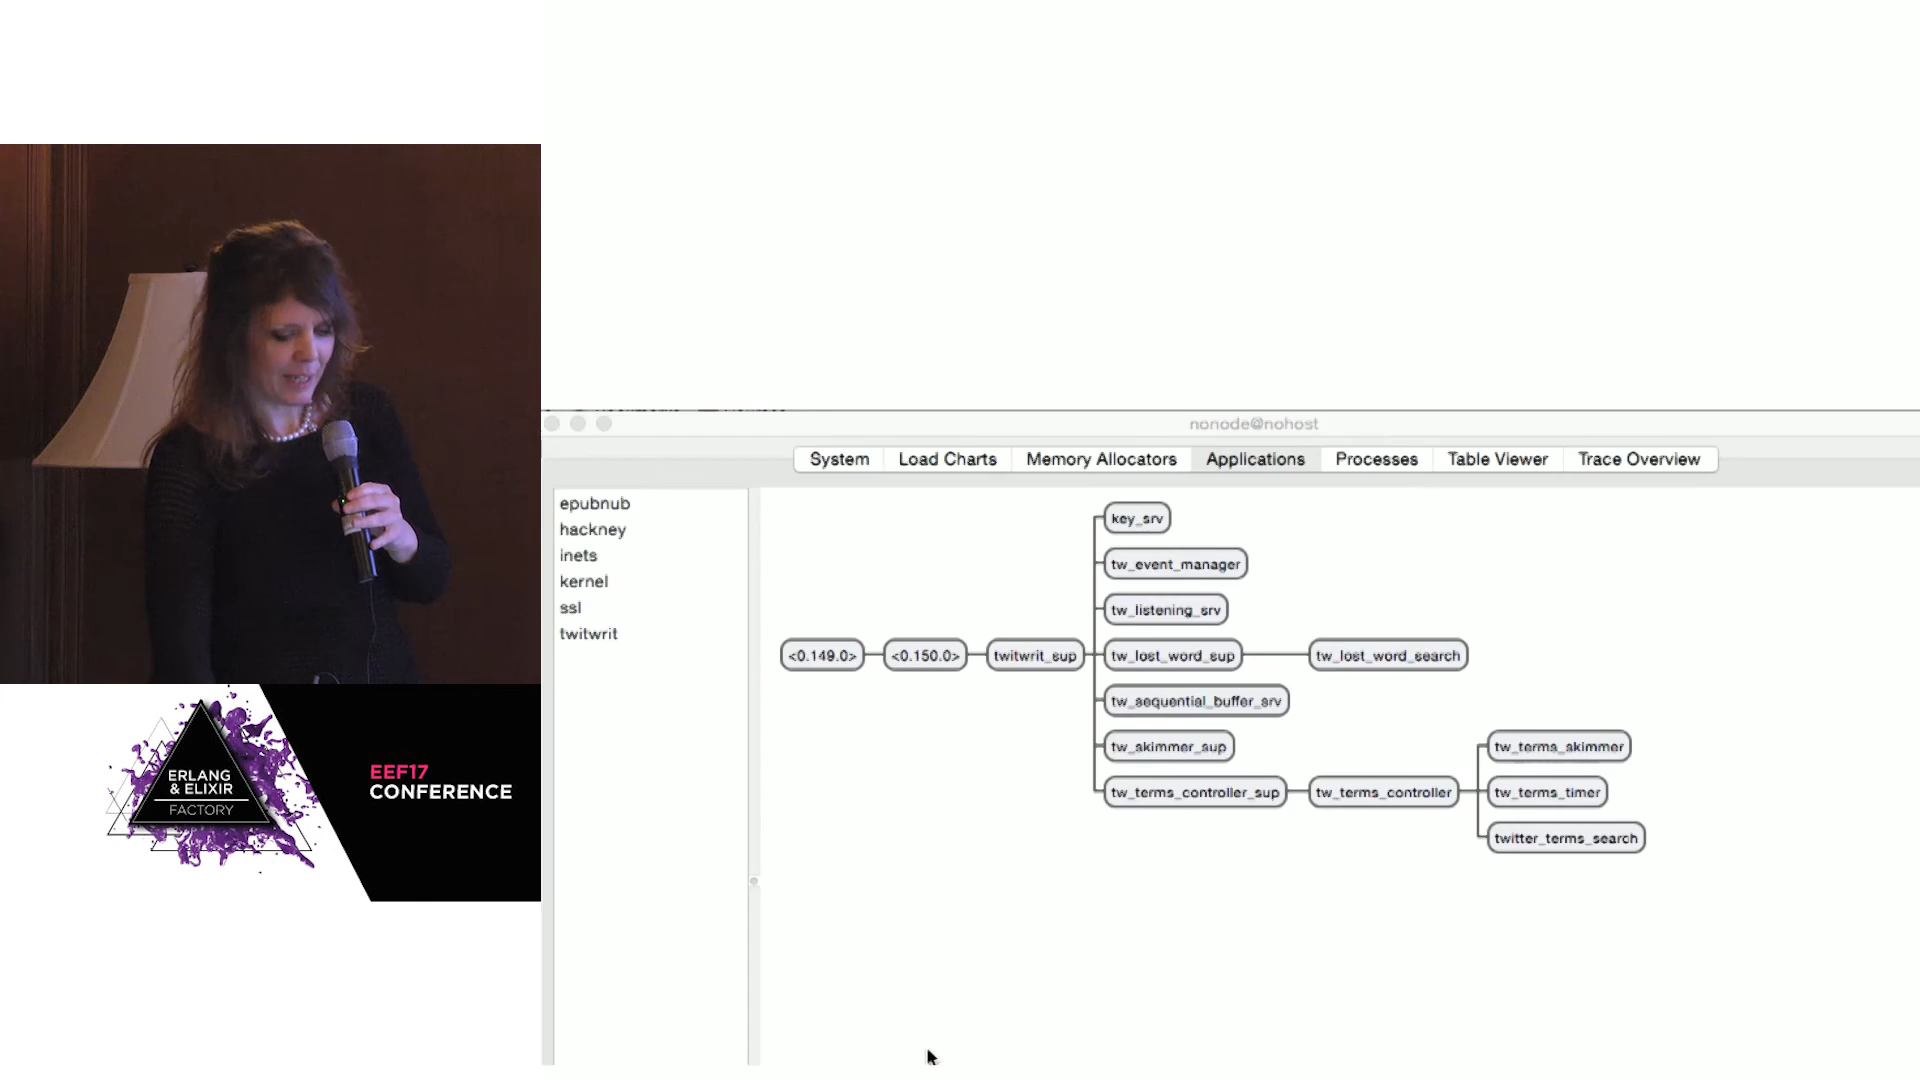 nonode@nohost
System Load Charts Memory Allocators Applications Processes Table Viewer Trace Overview
epubnub
hackney
inets
kernel
ssl
twitwrit
<0.149.0>
<0.150.0>
twitwrit_sup
key_srv
tw_event_manager
tw_listening_srv
tw_lost_word_sup
tw_lost_word_search
tw_sequential_buffer_srv
tw_skimmer_sup
tw_terms_controller_sup
tw_terms_controller
tw_terms_skimmer
tw_terms_timer
twitter_terms_search
ERLANG
& ELIXIR
FACTORY
EEF17
CONFERENCE